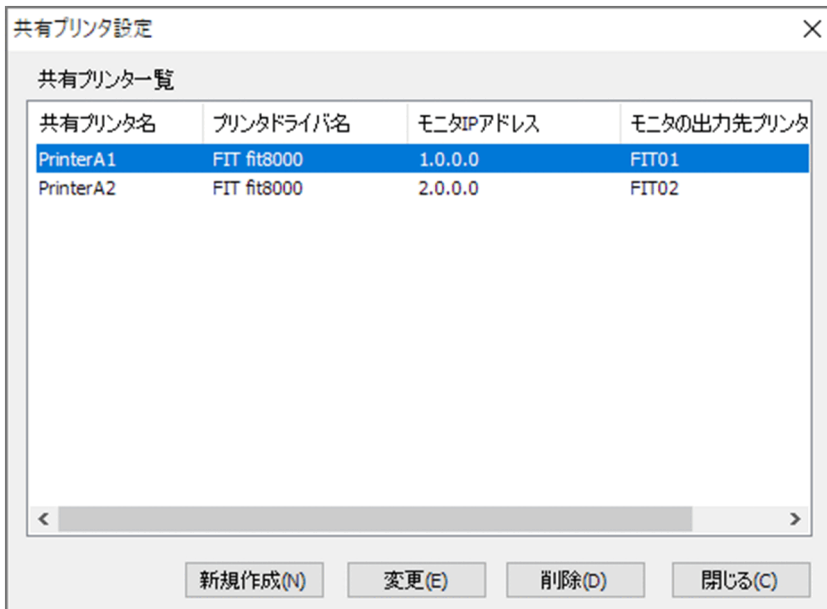 共有プリンタ設定
共有プリンター覧
共有プリンタ名 プリンタドライバ名 モニタIPアドレス モニタの出力先プリンタ
PrinterA1 FIT fit8000 1.0.0.0 FIT01
PrinterA2 FIT fit8000 2.0.0.0 FIT02
新規作成(N) 変更(E) 削除(D) 閉じる(C)